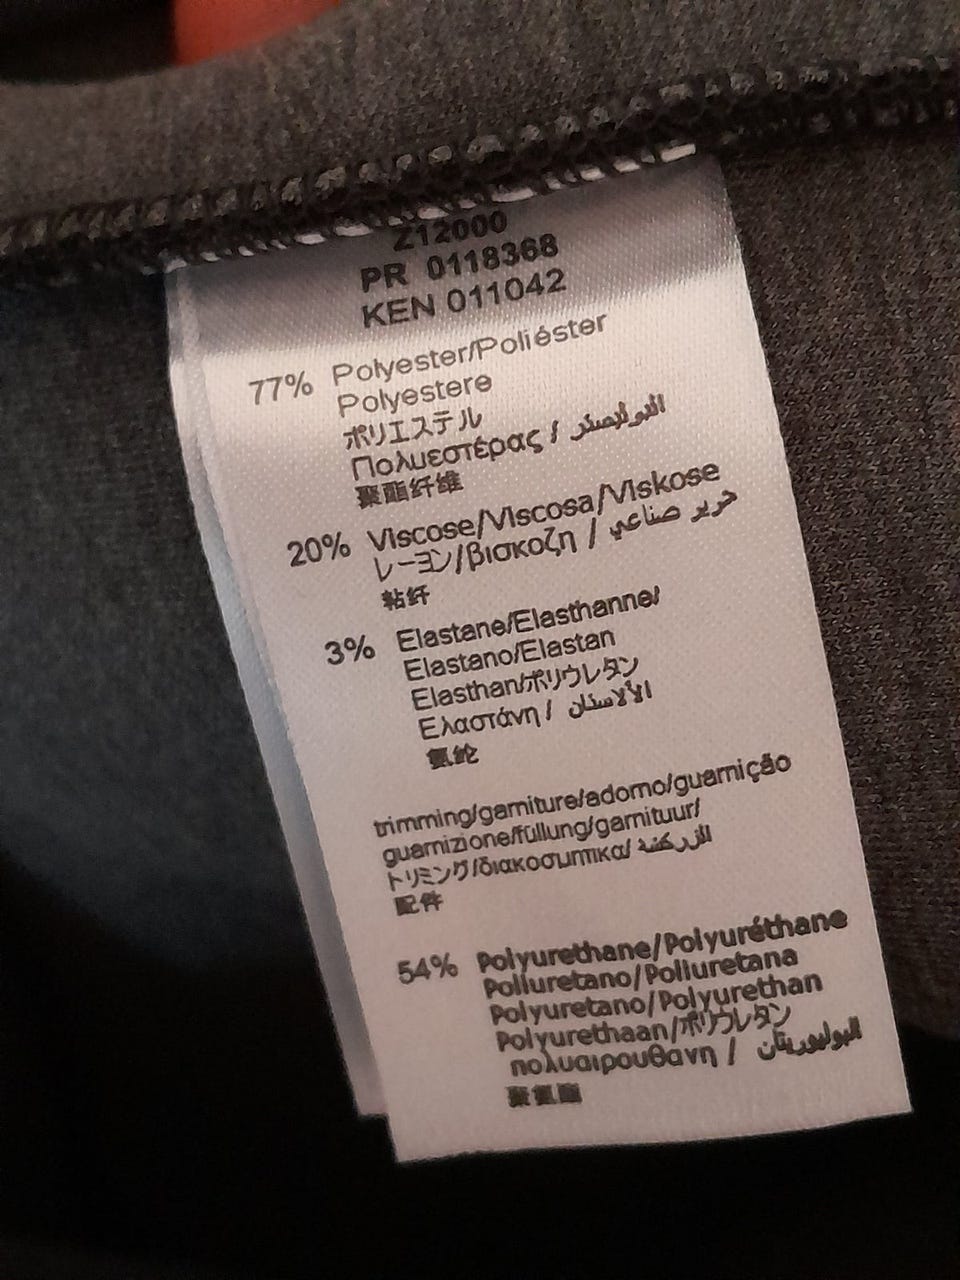 Z12000
PR 0118368
KEN 011042
77% Polyester/Poliéster
Polyestere
ポリエステル
Πολυεστέρας / البوليستر
聚酯纤维
20% Viscose/Viscosa/Viskose
レーヨン/βισκοζη / حرير صناعي
粘纤
3% Elastane/Elasthanne/
Elastano/Elastan
Elasthan/ポリウレタン
Ελαστάνη / الألاستان
氨纶
trimming/garniture/adorno/guarnição
guarnizione/füllung/garnituur/
トリミング/διακοσμητικα/
配件
54% Polyurethane/Polyuréthane
Poliuretano/Poliuretana
Polyuretano/Polyurethan
Polyurethaan/ポリウレタン
πολυαιρουθανη / البوليوريتان
聚氨酯